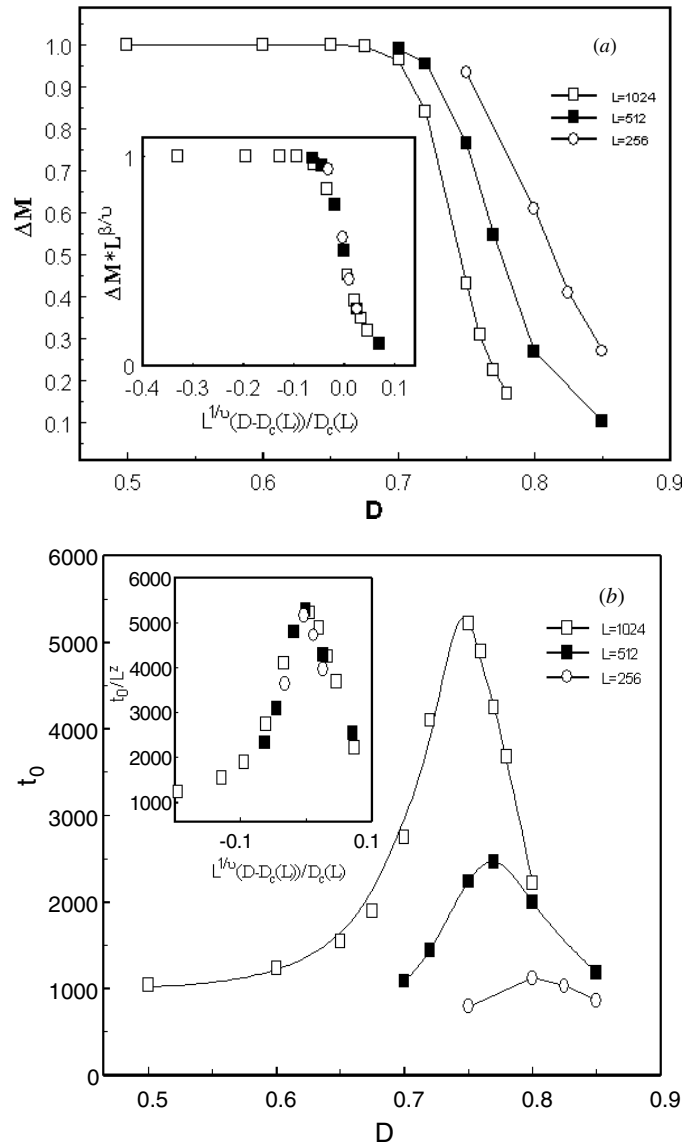 (a)
1.0
0.9
0.8
0.7
0.6
0.5
0.4
0.3
0.2
0.1
ΔM
L=1024
L=512
L=256
1
0
ΔM*L^β/υ
-0.4 -0.3 -0.2 -0.1 0.0 0.1
L^1/υ(D-D_c(L))/D_c(L)
0.5 0.6 0.7 0.8 0.9
D
(b)
6000
5000
4000
3000
2000
1000
0
t_0
L=1024
L=512
L=256
6000
5000
4000
3000
2000
1000
t_0/L^z
-0.1 0.1
L^1/υ(D-D_c(L))/D_c(L)
0.5 0.6 0.7 0.8 0.9
D